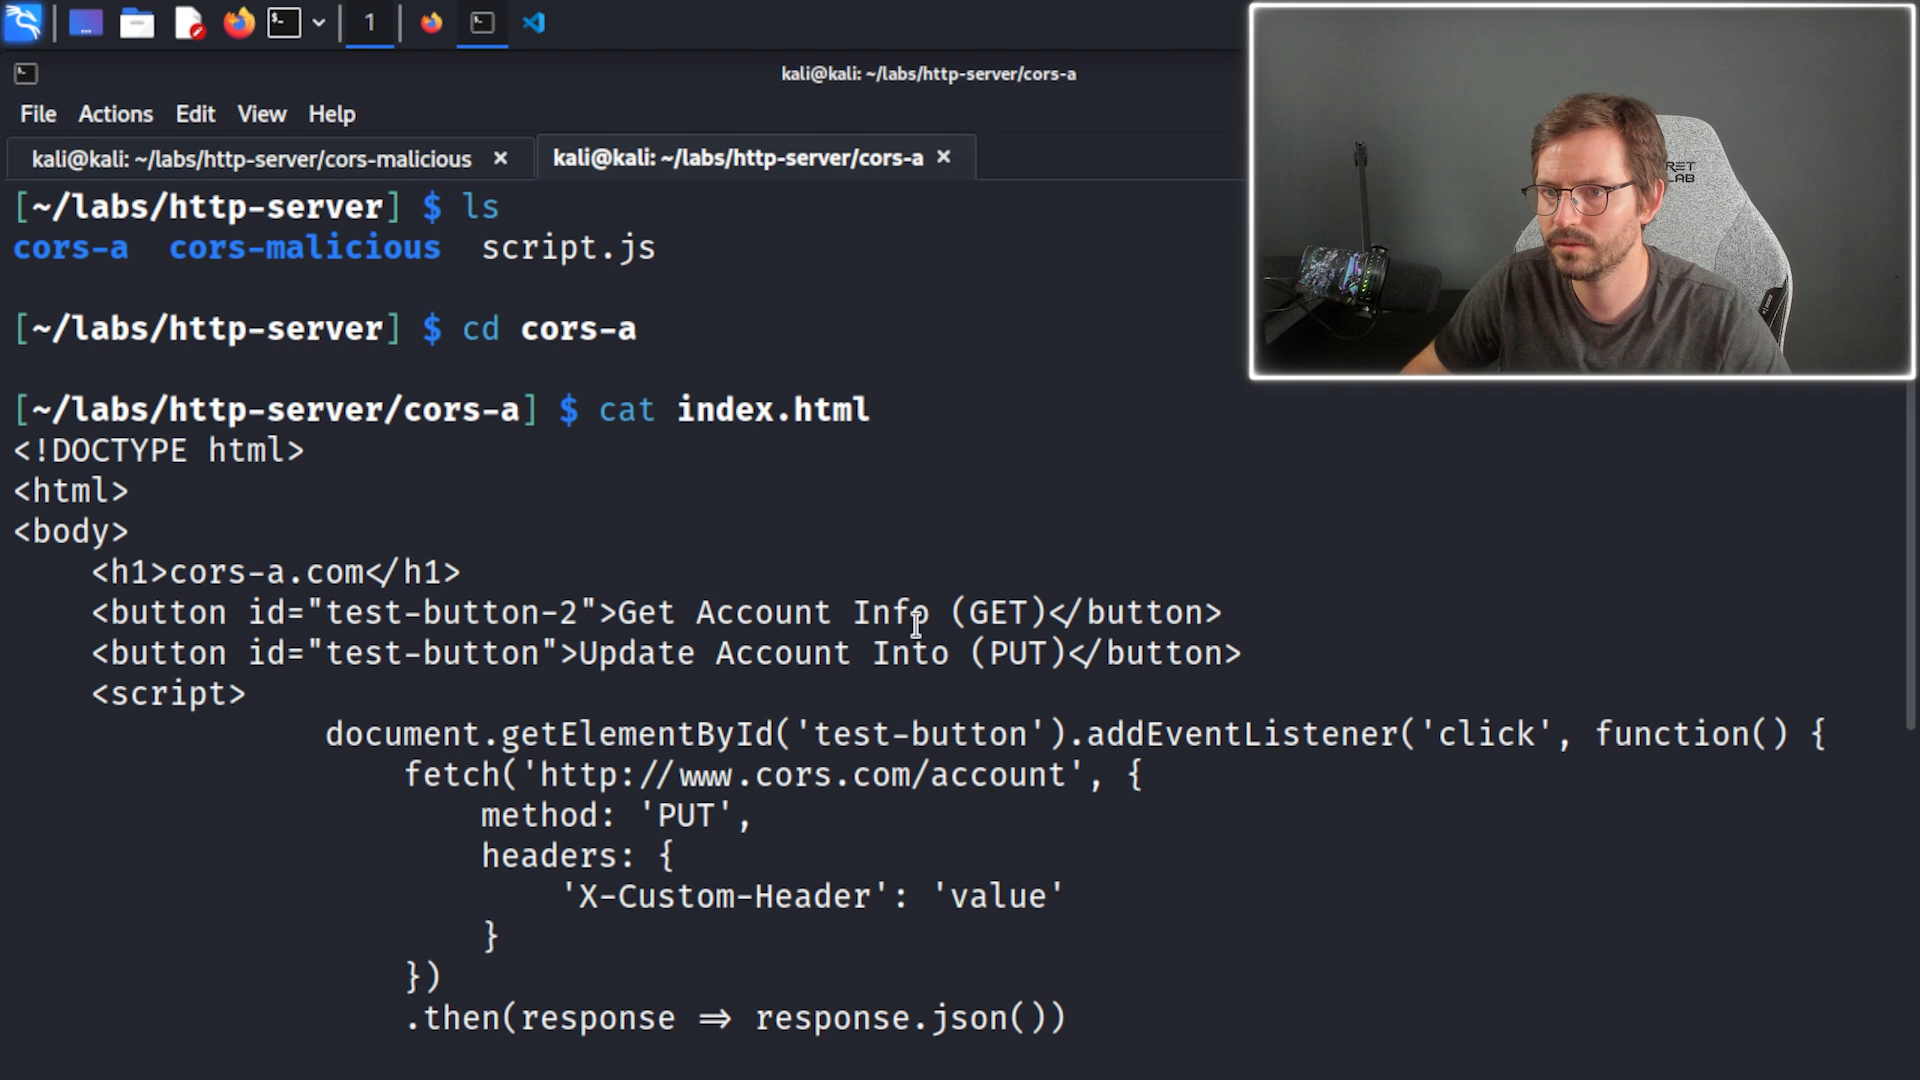 1
kali@kali: ~/labs/http-server/cors-a
File Actions Edit View Help
kali@kali: ~/labs/http-server/cors-malicious × kali@kali: ~/labs/http-server/cors-a ×
[~/labs/http-server] $ ls
cors-a cors-malicious script.js
[~/labs/http-server] $ cd cors-a
[~/labs/http-server/cors-a] $ cat index.html
<!DOCTYPE html>
<html>
<body>
<h1>cors-a.com</h1>
<button id="test-button-2">Get Account Info (GET)</button>
<button id="test-button">Update Account Into (PUT)</button>
<script>
document.getElementById('test-button').addEventListener('click', function() {
fetch('http://www.cors.com/account', {
method: 'PUT',
headers: {
'X-Custom-Header': 'value'
}
})
.then(response => response.json())
RET
LAB